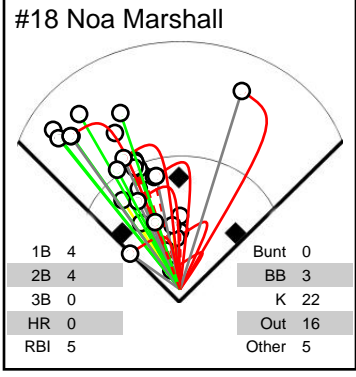 #18 Noa Marshall
1B 4 Bunt 0
2B 4 BB 3
3B 0 K 22
HR 0 Out 16
RBI 5 Other 5